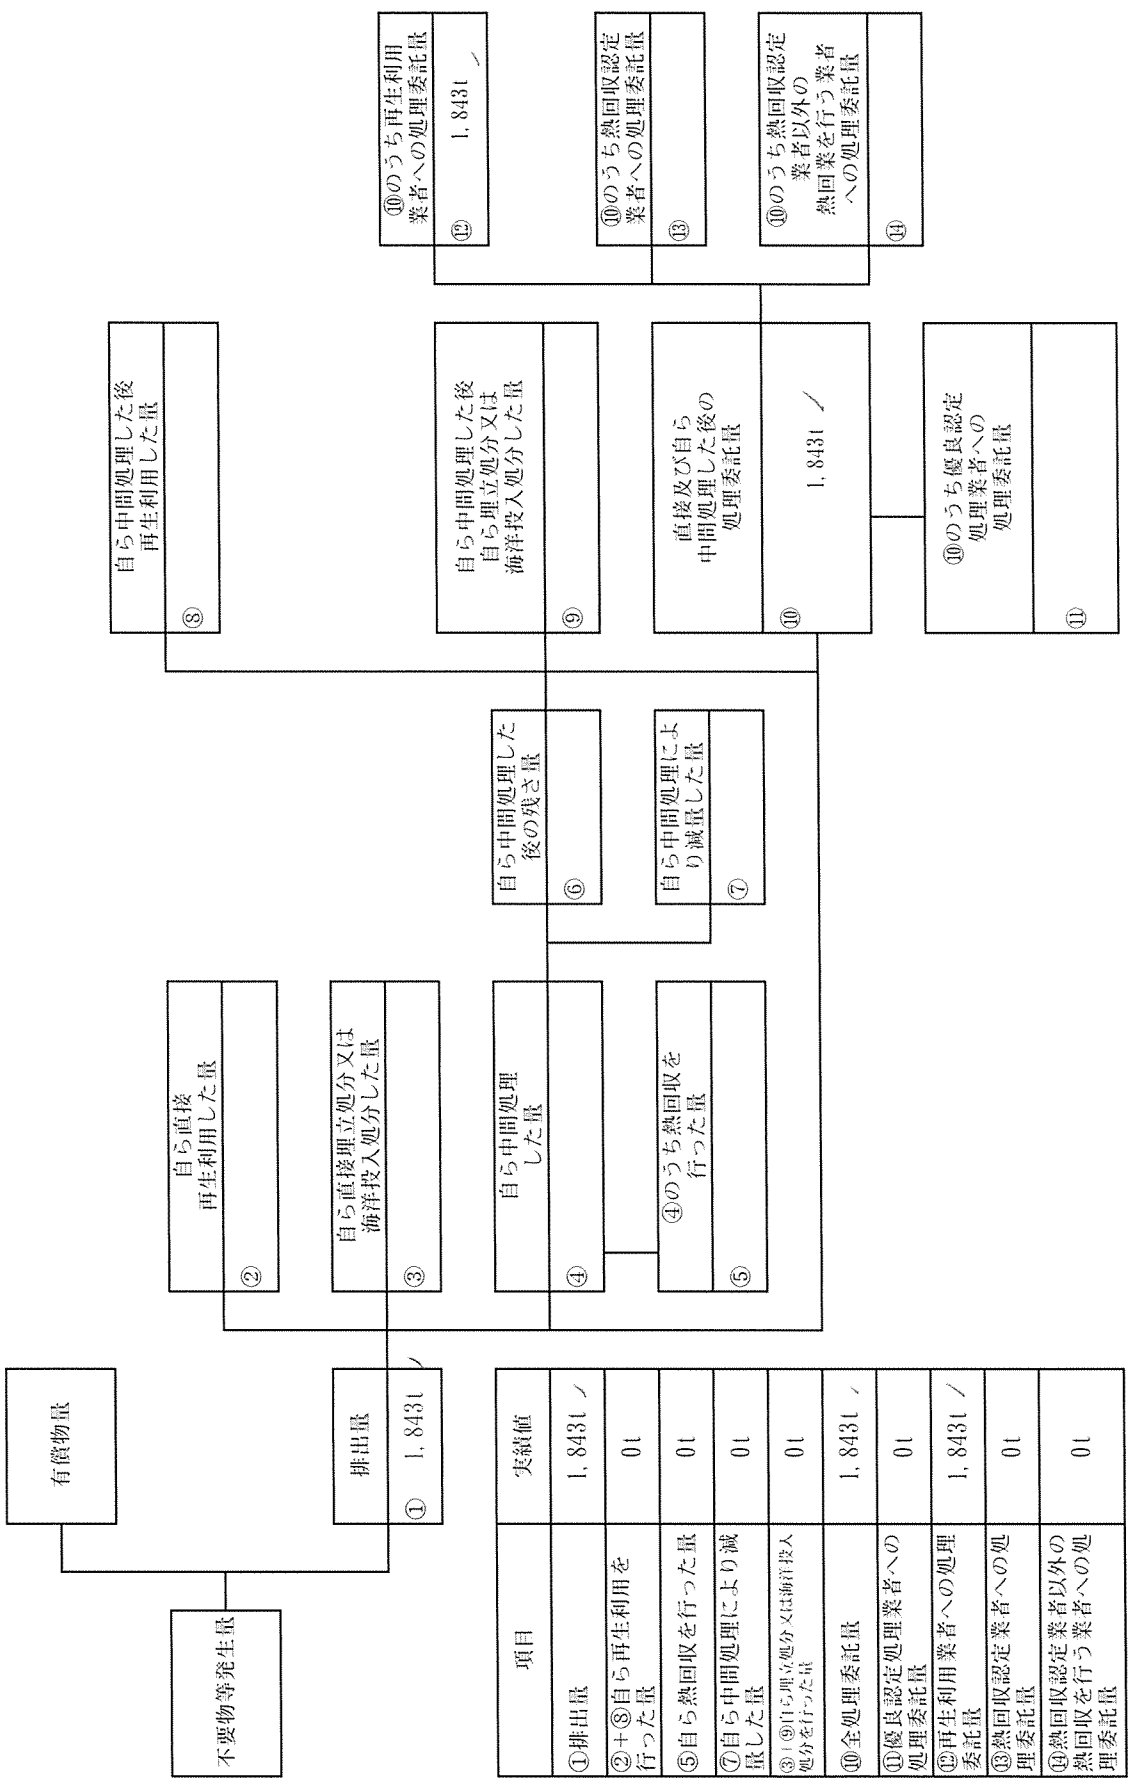 不要物等発生量
有償物量
排出量
① 1,843t
自ら直接
再生利用した量
②
自ら直接埋立処分又は
海洋投入処分した量
③
自ら中間処理
した量
④
④のうち熱回収を
行った量
⑤
自ら中間処理した
後の残さ量
⑥
自ら中間処理によ
り減量した量
⑦
自ら中間処理した後
再生利用した量
⑧
自ら中間処理した後
自ら埋立処分又は
海洋投入処分した量
⑨
直接及び自ら
中間処理した後の
処理委託量
⑩ 1,843t
⑩のうち優良認定
処理業者への
処理委託量
⑪
⑩のうち再生利用
業者への処理委託量
⑫ 1,843t
⑩のうち熱回収認定
業者への処理委託量
⑬
⑩のうち熱回収認定
業者以外の
熱回業を行う業者
への処理委託量
⑭
項目 実績値
①排出量 1,843t
②+⑧自ら再生利用を
行った量 0t
⑤自ら熱回収を行った量 0t
⑦自ら中間処理により減
量した量 0t
③+⑨自ら埋立処分又は海洋投入
処分を行った量 0t
⑩全処理委託量 1,843t
⑪優良認定処理業者への
処理委託量 0t
⑫再生利用業者への処理
委託量 1,843t
⑬熱回収認定業者への処
理委託量 0t
⑭熱回収認定業者以外の
熱回収を行う業者への処
理委託量 0t